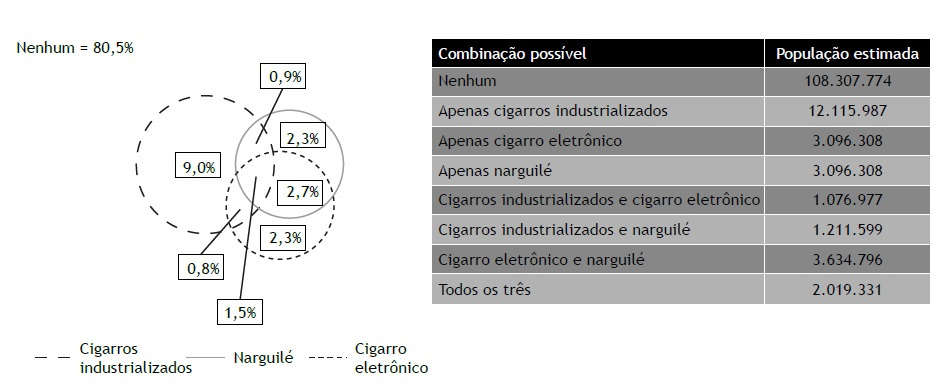 Nenhum = 80,5%
0,9%
2,3%
9,0%
2,7%
2,3%
0,8%
1,5%
Cigarros industrializados
Narguilé
Cigarro eletrônico
Combinação possível População estimada
Nenhum 108.307.774
Apenas cigarros industrializados 12.115.987
Apenas cigarro eletrônico 3.096.308
Apenas narguilé 3.096.308
Cigarros industrializados e cigarro eletrônico 1.076.977
Cigarros industrializados e narguilé 1.211.599
Cigarro eletrônico e narguilé 3.634.796
Todos os três 2.019.331